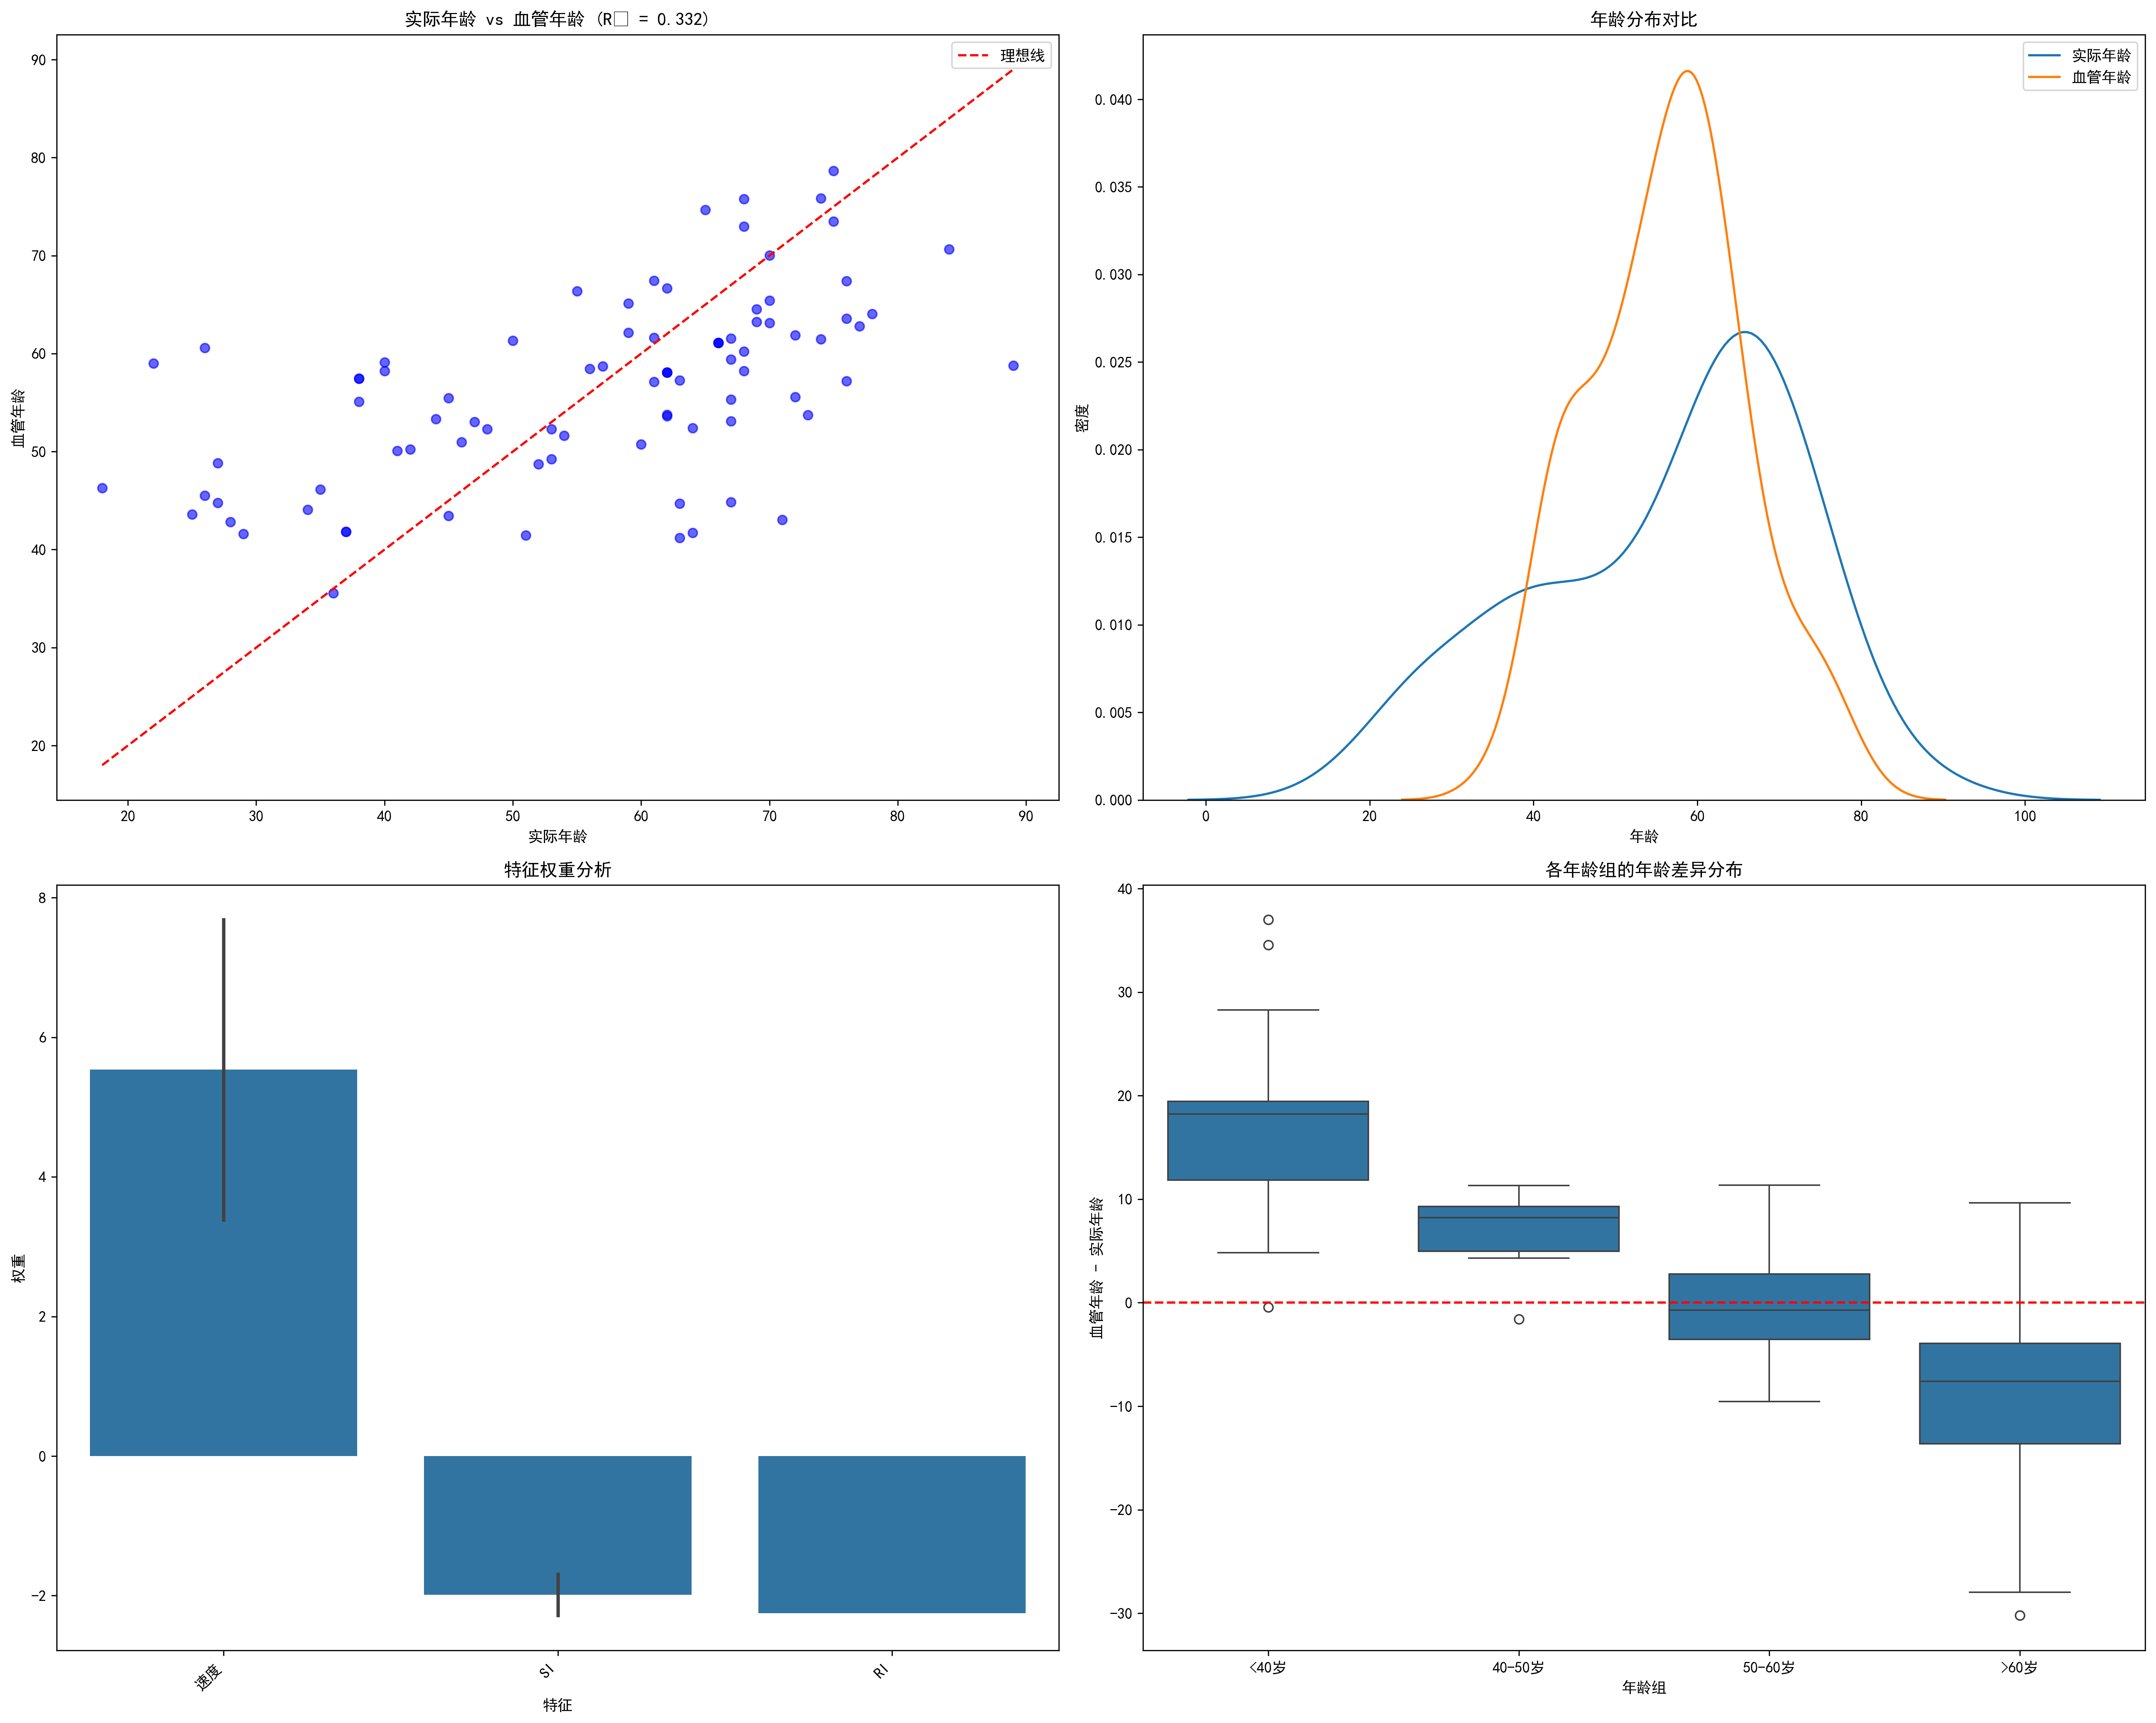 实际年龄 vs 血管年龄 (R□ = 0.332)
理想线
90
80
70
60
50
40
30
20
血管年龄
20 30 40 50 60 70 80 90
实际年龄
年龄分布对比
实际年龄
血管年龄
0.040
0.035
0.030
0.025
0.020
0.015
0.010
0.005
0.000
密度
0 20 40 60 80 100
年龄
特征权重分析
8
6
4
2
0
-2
权重
速度 SI RI
特征
各年龄组的年龄差异分布
40
30
20
10
0
-10
-20
-30
血管年龄 - 实际年龄
<40岁 40-50岁 50-60岁 >60岁
年龄组